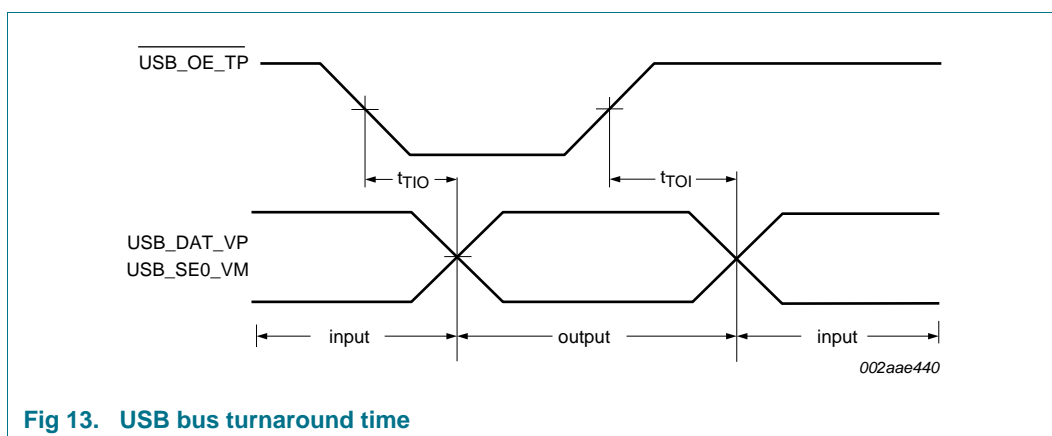 USB_OE_TP
tTIO
tTOI
USB_DAT_VP
USB_SE0_VM
input
output
input
002aae440
Fig 13. USB bus turnaround time